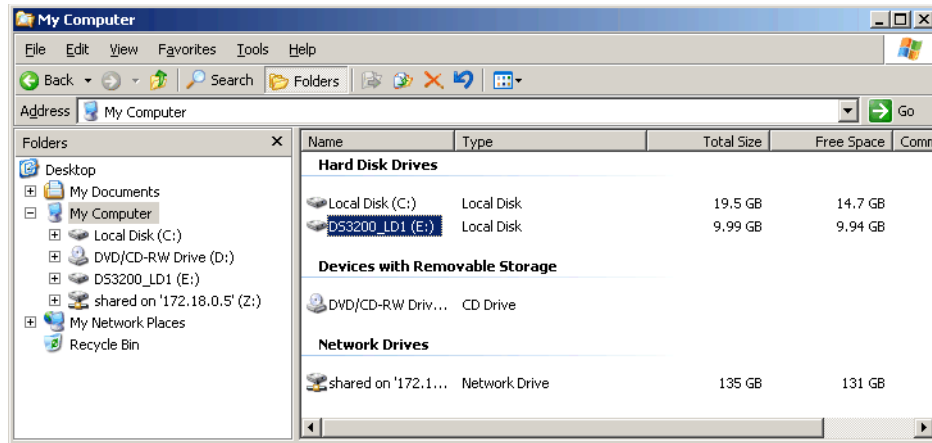 My Computer
File Edit View Favorites Tools Help
Back Search Folders
Address My Computer Go
Folders x
Desktop
My Documents
My Computer
Local Disk (C:)
DVD/CD-RW Drive (D:)
DS3200_LD1 (E:)
shared on '172.18.0.5' (Z:)
My Network Places
Recycle Bin
Name Type Total Size Free Space Comm
Hard Disk Drives
Local Disk (C:) Local Disk 19.5 GB 14.7 GB
DS3200_LD1 (E:) Local Disk 9.99 GB 9.94 GB
Devices with Removable Storage
DVD/CD-RW Driv... CD Drive
Network Drives
shared on '172.1... Network Drive 135 GB 131 GB